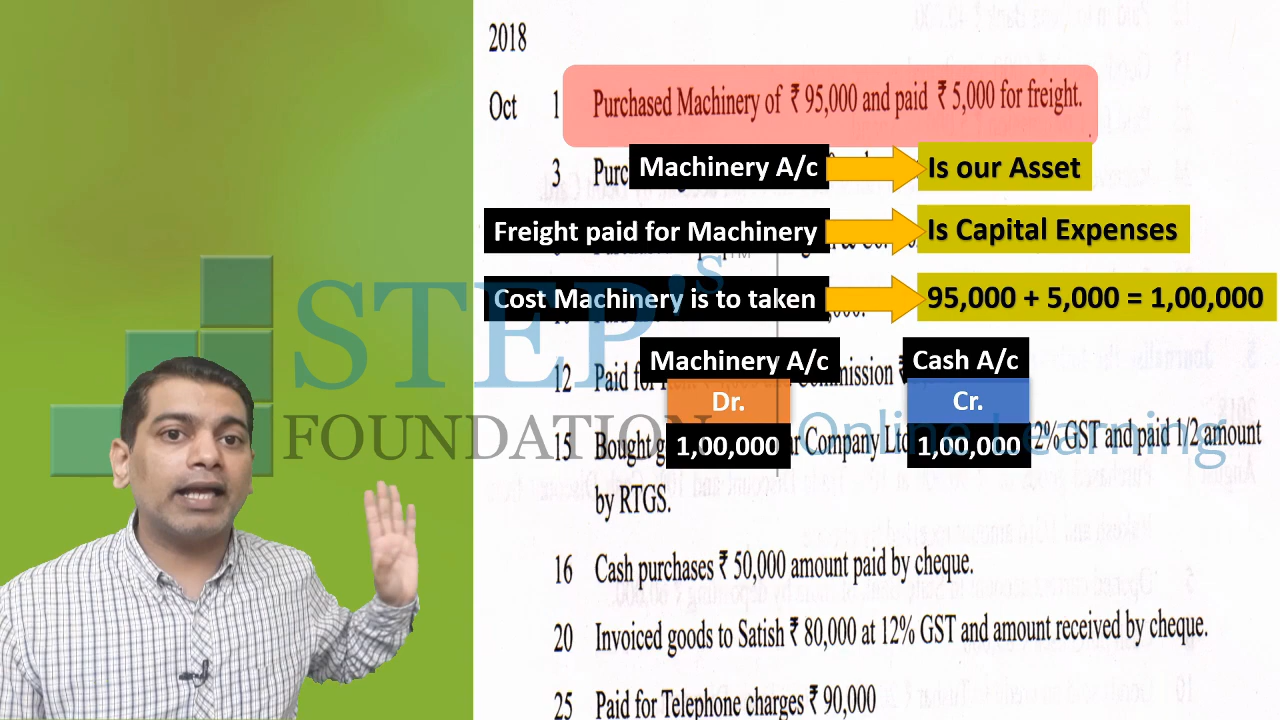 2018
Oct 1 Purchased Machinery of ₹ 95,000 and paid ₹ 5,000 for freight.
Machinery A/c Is our Asset
3 Purc
Freight paid for Machinery Is Capital Expenses
Cost Machinery is to taken 95,000 + 5,000 = 1,00,000
STEP's
FOUNDATION Online Learning
Machinery A/c Cash A/c
12 Paid
Dr. Cr.
1,00,000 1,00,000
15 Bought Company Ltd 2% GST and paid 1/2 amount
by RTGS.
16 Cash purchases ₹ 50,000 amount paid by cheque.
20 Invoiced goods to Satish ₹ 80,000 at 12% GST and amount received by cheque.
25 Paid for Telephone charges ₹ 90,000